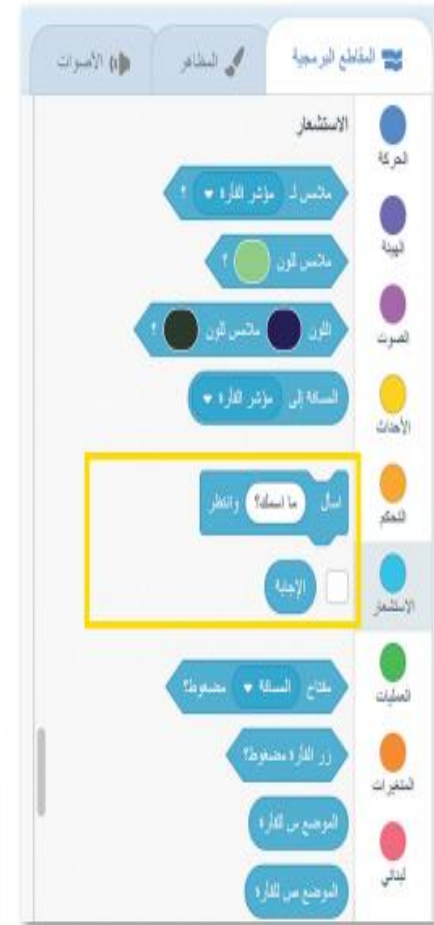 المقاطع البرمجية
المظاهر
الأصوات
الحركة
الهيئة
الصوت
الأحداث
التحكم
الاستشعار
العمليات
المتغيرات
لبناتي
الاستشعار
ملامس لـ مؤشر الفأرة ؟
ملامس للون ؟
اللون ملامس للون ؟
المسافة إلى مؤشر الفأرة
اسأل ما اسمك؟ وانتظر
الإجابة
مفتاح المسافة مضغوط؟
زر الفأرة مضغوط؟
الموضع س للفأرة
الموضع ص للفأرة